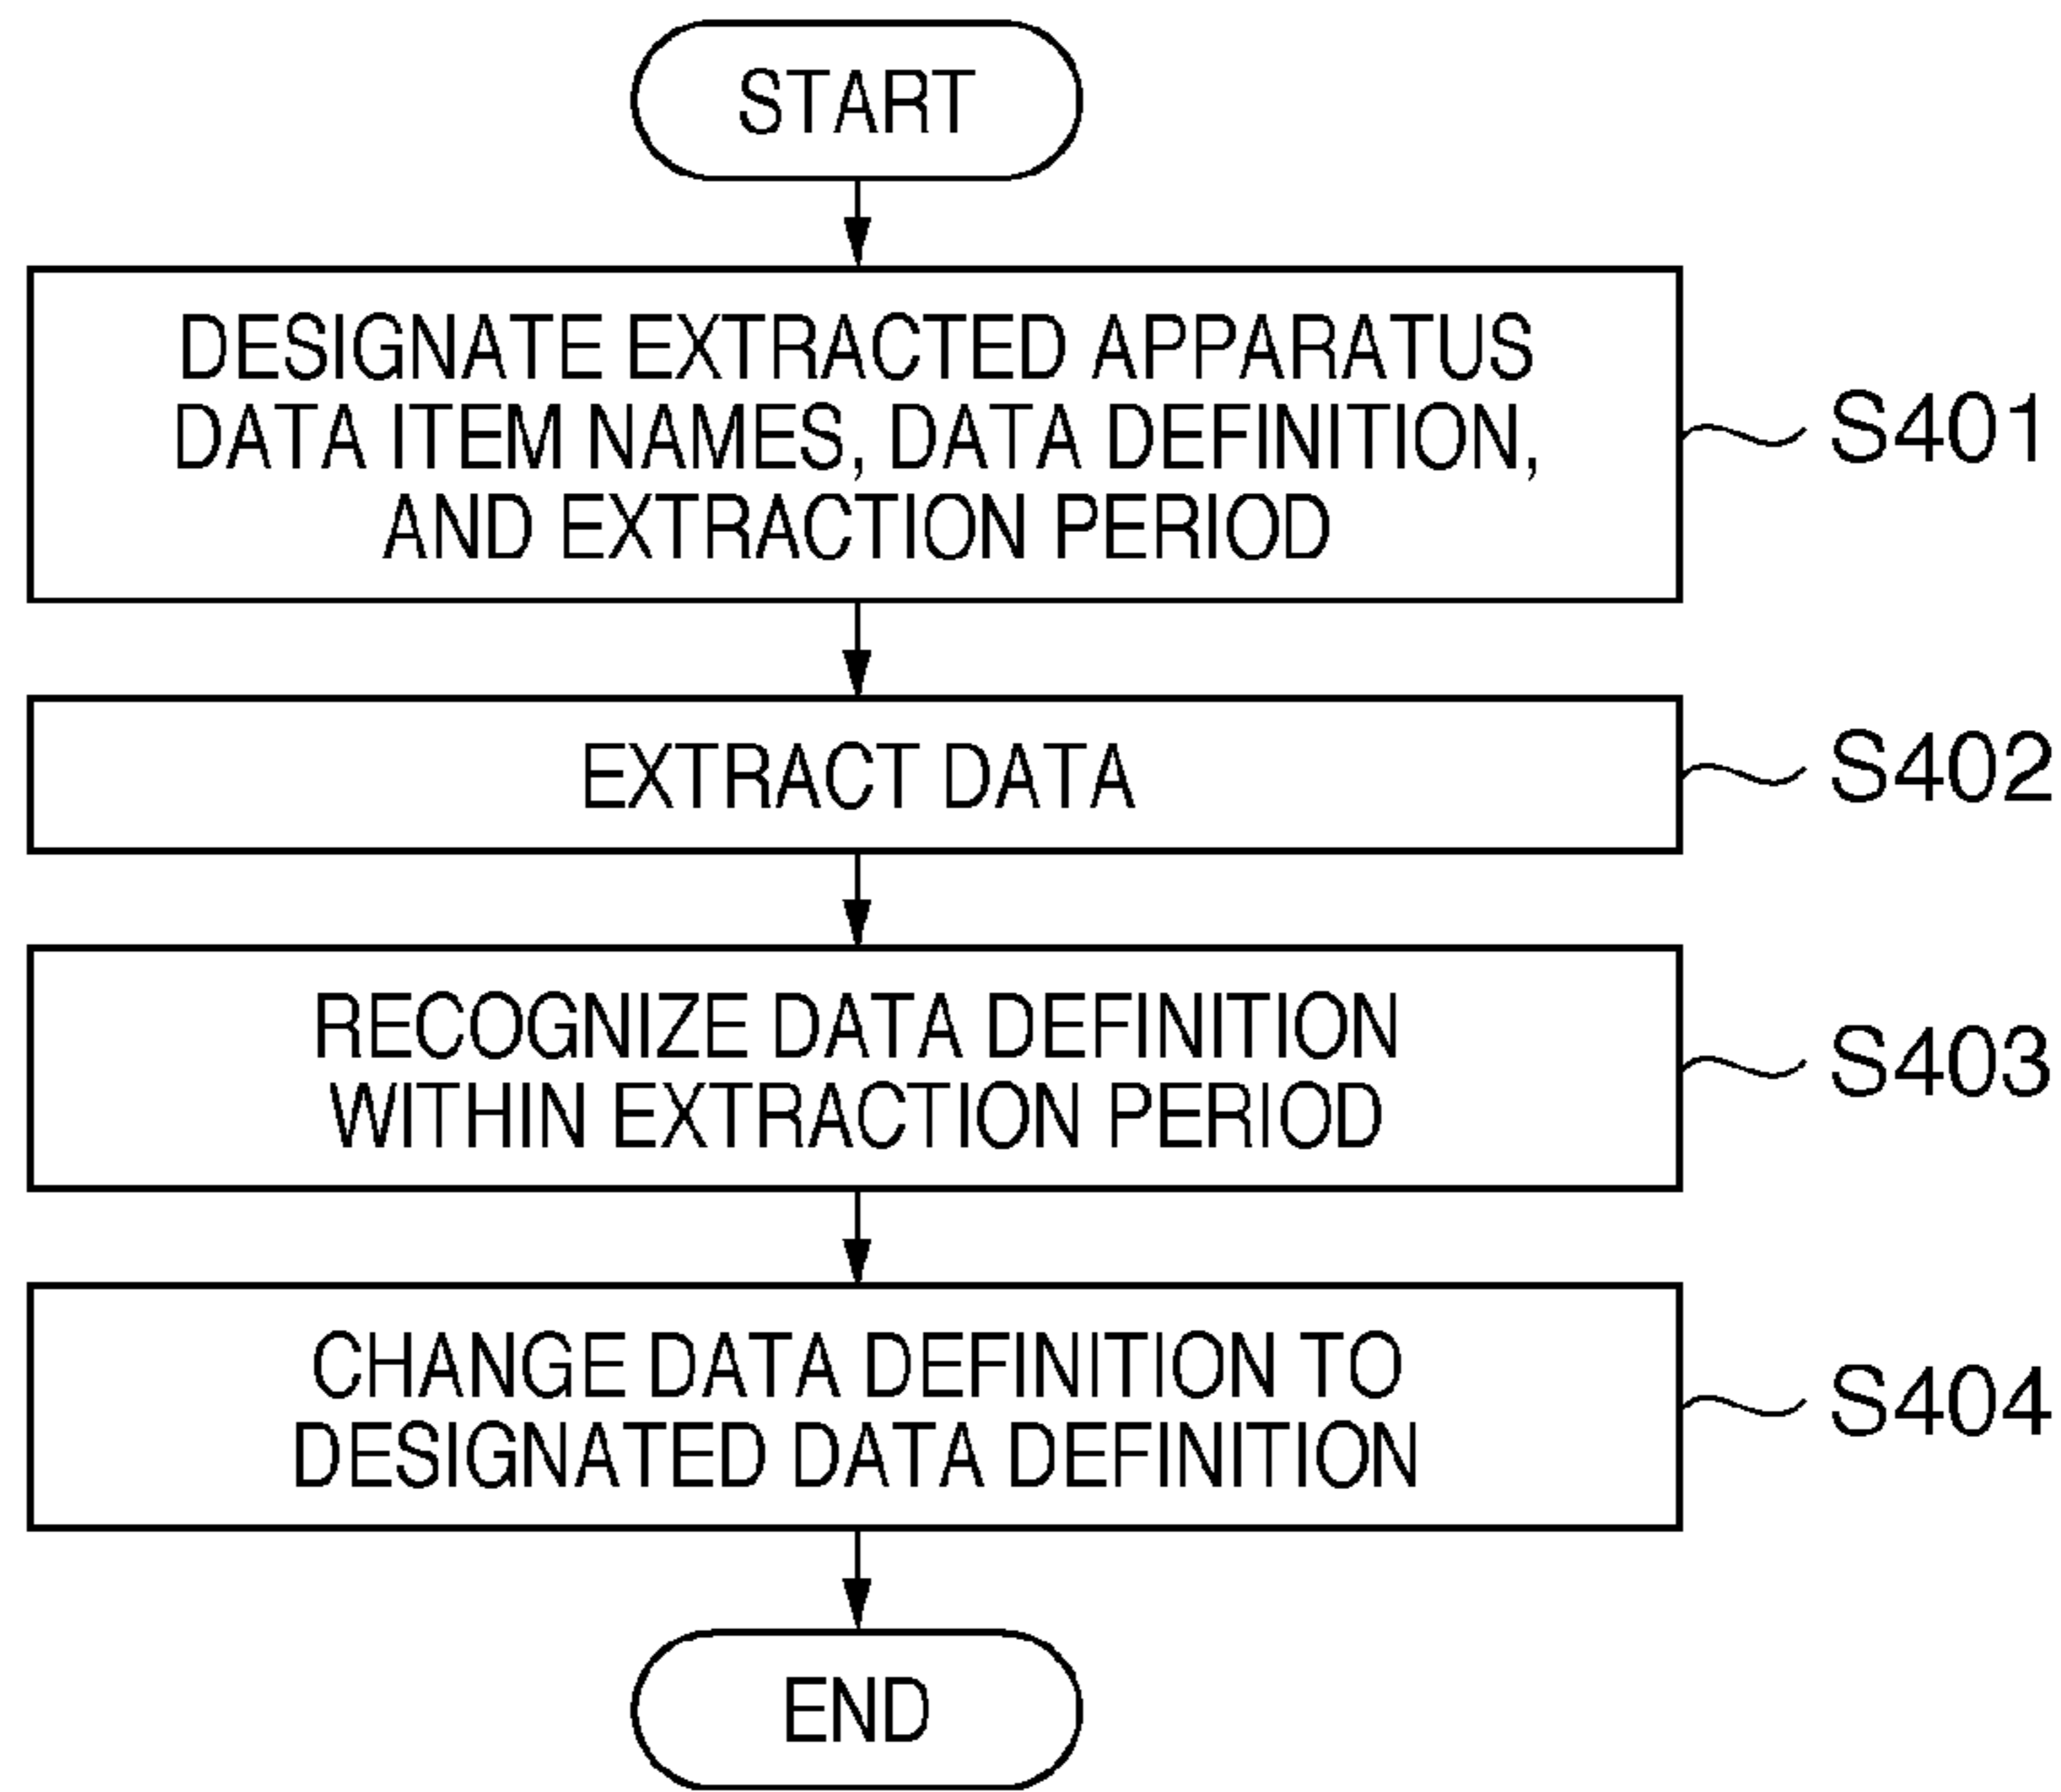 START
DESIGNATE EXTRACTED APPARATUS
DATA ITEM NAMES, DATA DEFINITION,
AND EXTRACTION PERIOD
S401
EXTRACT DATA
S402
RECOGNIZE DATA DEFINITION
WITHIN EXTRACTION PERIOD
S403
CHANGE DATA DEFINITION TO
DESIGNATED DATA DEFINITION
S404
END